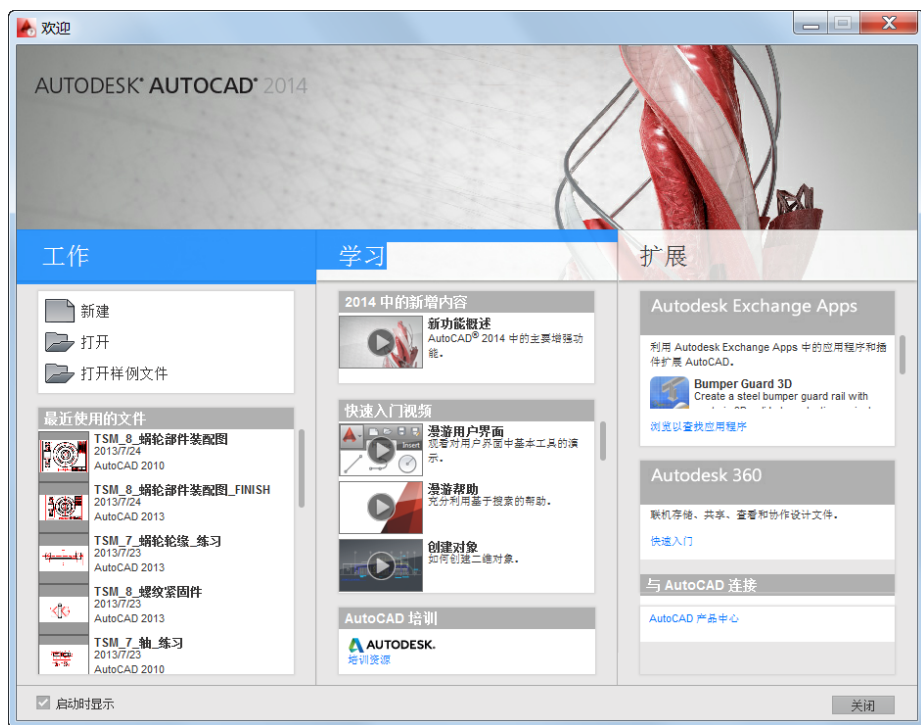 欢迎
AUTODESK® AUTOCAD® 2014
工作
新建
打开
打开样例文件
最近使用的文件
TSM_8_蜗轮部件装配图
2013/7/24
AutoCAD 2010
TSM_8_蜗轮部件装配图_FINISH
2013/7/24
AutoCAD 2013
TSM_7_蜗轮轮缘_练习
2013/7/23
AutoCAD 2013
TSM_8_螺纹紧固件
2013/7/23
AutoCAD 2013
TSM_7_轴_练习
2013/7/23
AutoCAD 2010
学习
2014 中的新增内容
新功能概述
AutoCAD® 2014 中的主要增强功
能。
快速入门视频
Insert
漫游用户界面
观看对用户界面中基本工具的演
示。
漫游帮助
充分利用基于搜索的帮助。
创建对象
如何创建二维对象。
AutoCAD 培训
AUTODESK.
培训资源
扩展
Autodesk Exchange Apps
利用 Autodesk Exchange Apps 中的应用程序和插
件扩展 AutoCAD。
Bumper Guard 3D
Create a steel bumper guard rail with
浏览以查找应用程序
Autodesk 360
联机存储、共享、查看和协作设计文件。
快速入门
与 AutoCAD 连接
AutoCAD 产品中心
启动时显示
关闭